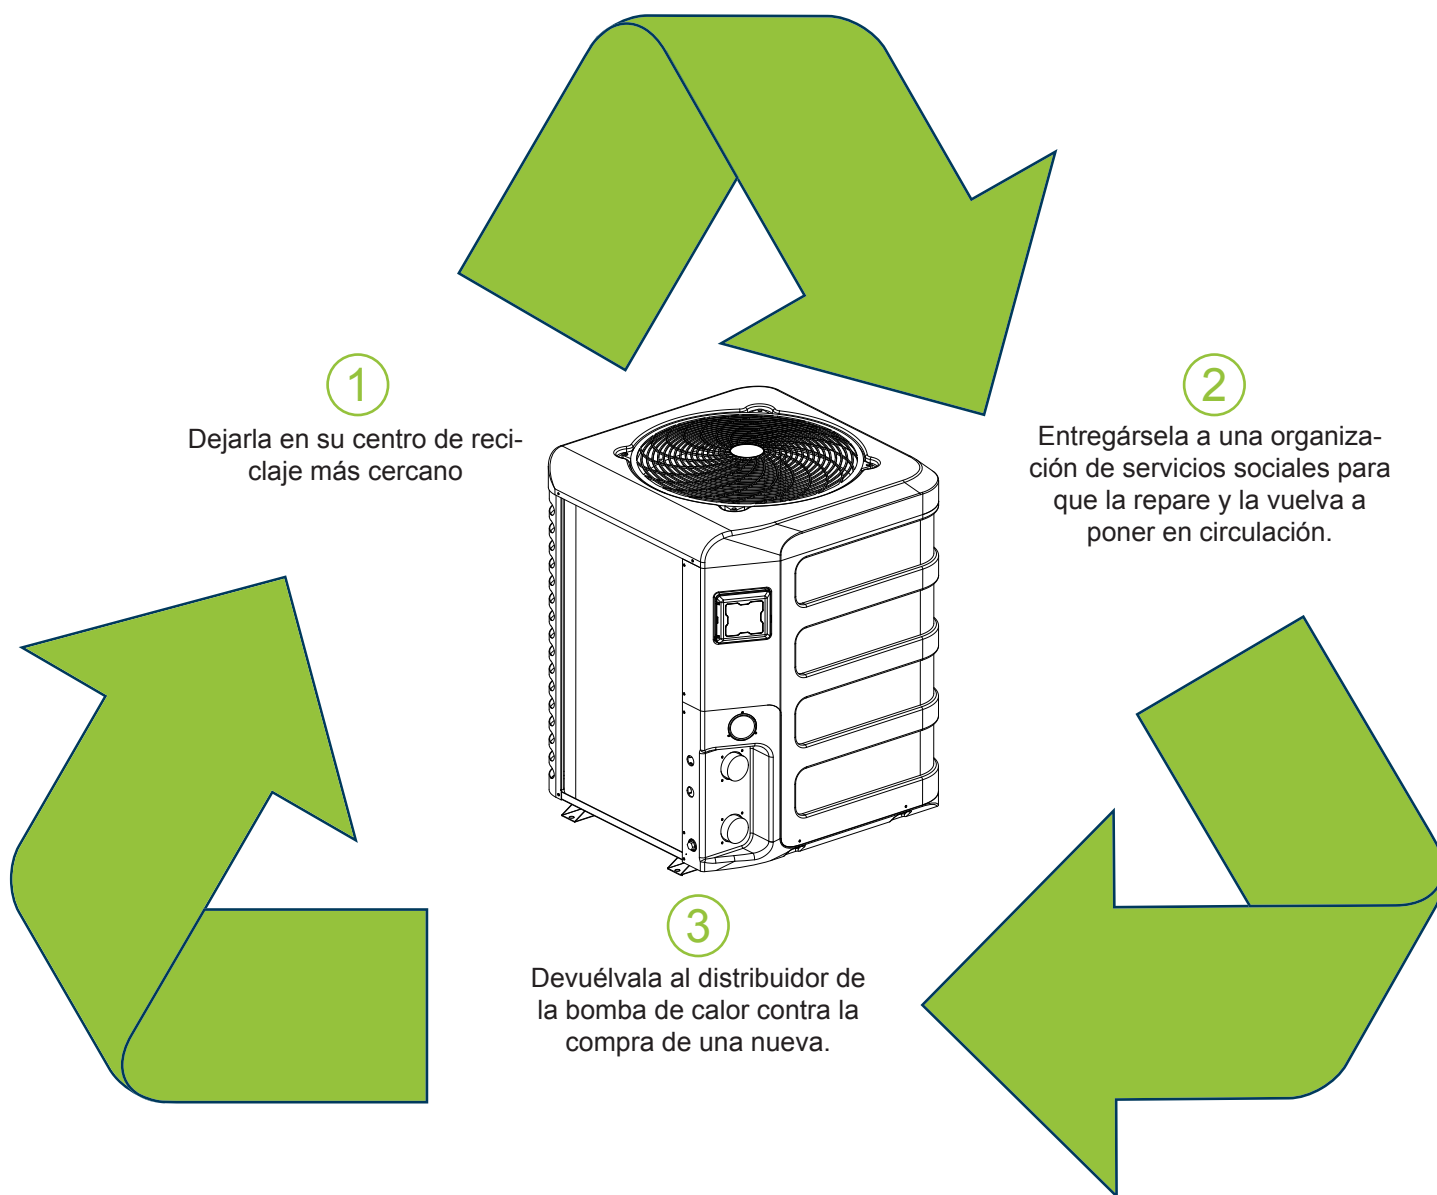 1
Dejarla en su centro de reci-
claje más cercano
2
Entregársela a una organiza-
ción de servicios sociales para
que la repare y la vuelva a
poner en circulación.
3
Devuélvala al distribuidor de
la bomba de calor contra la
compra de una nueva.